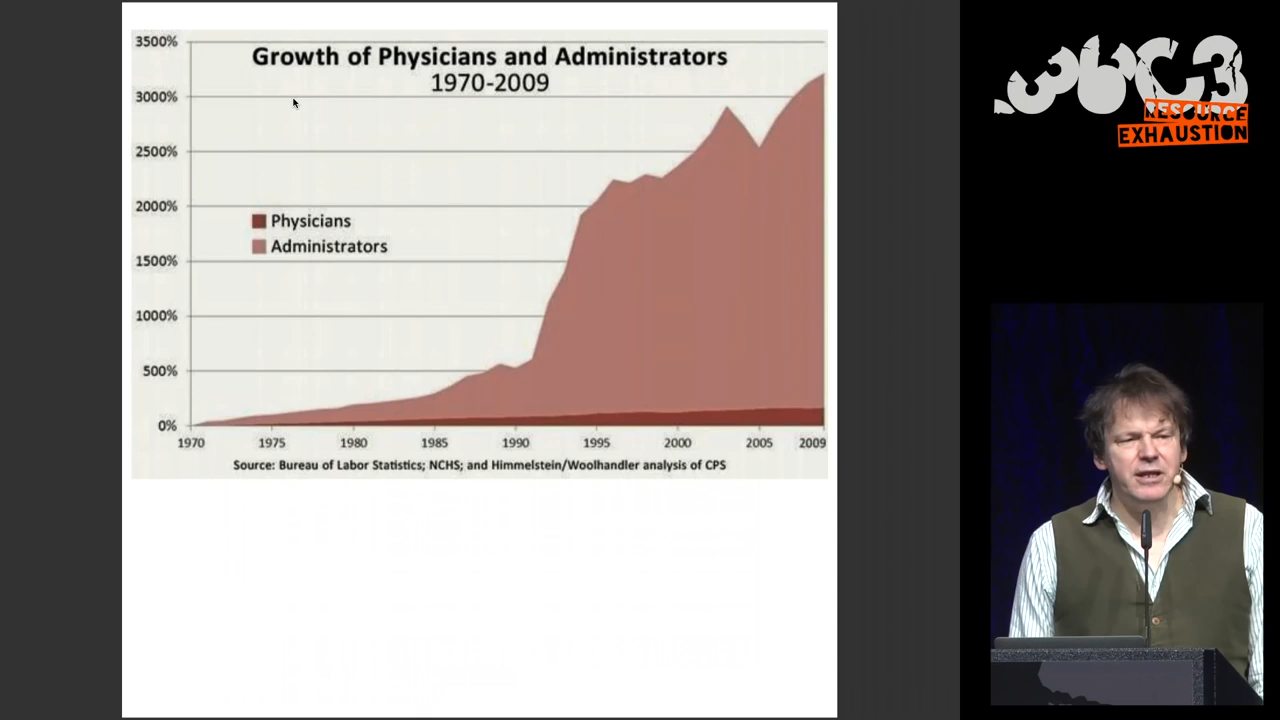 3500%
Growth of Physicians and Administrators
1970-2009
3000%
2500%
2000%
Physicians
Administrators
1500%
1000%
500%
0%
1970 1975 1980 1985 1990 1995 2000 2005 2009
Source: Bureau of Labor Statistics; NCHS; and Himmelstein/Woolhandler analysis of CPS
36C3
RESOURCE
EXHAUSTION